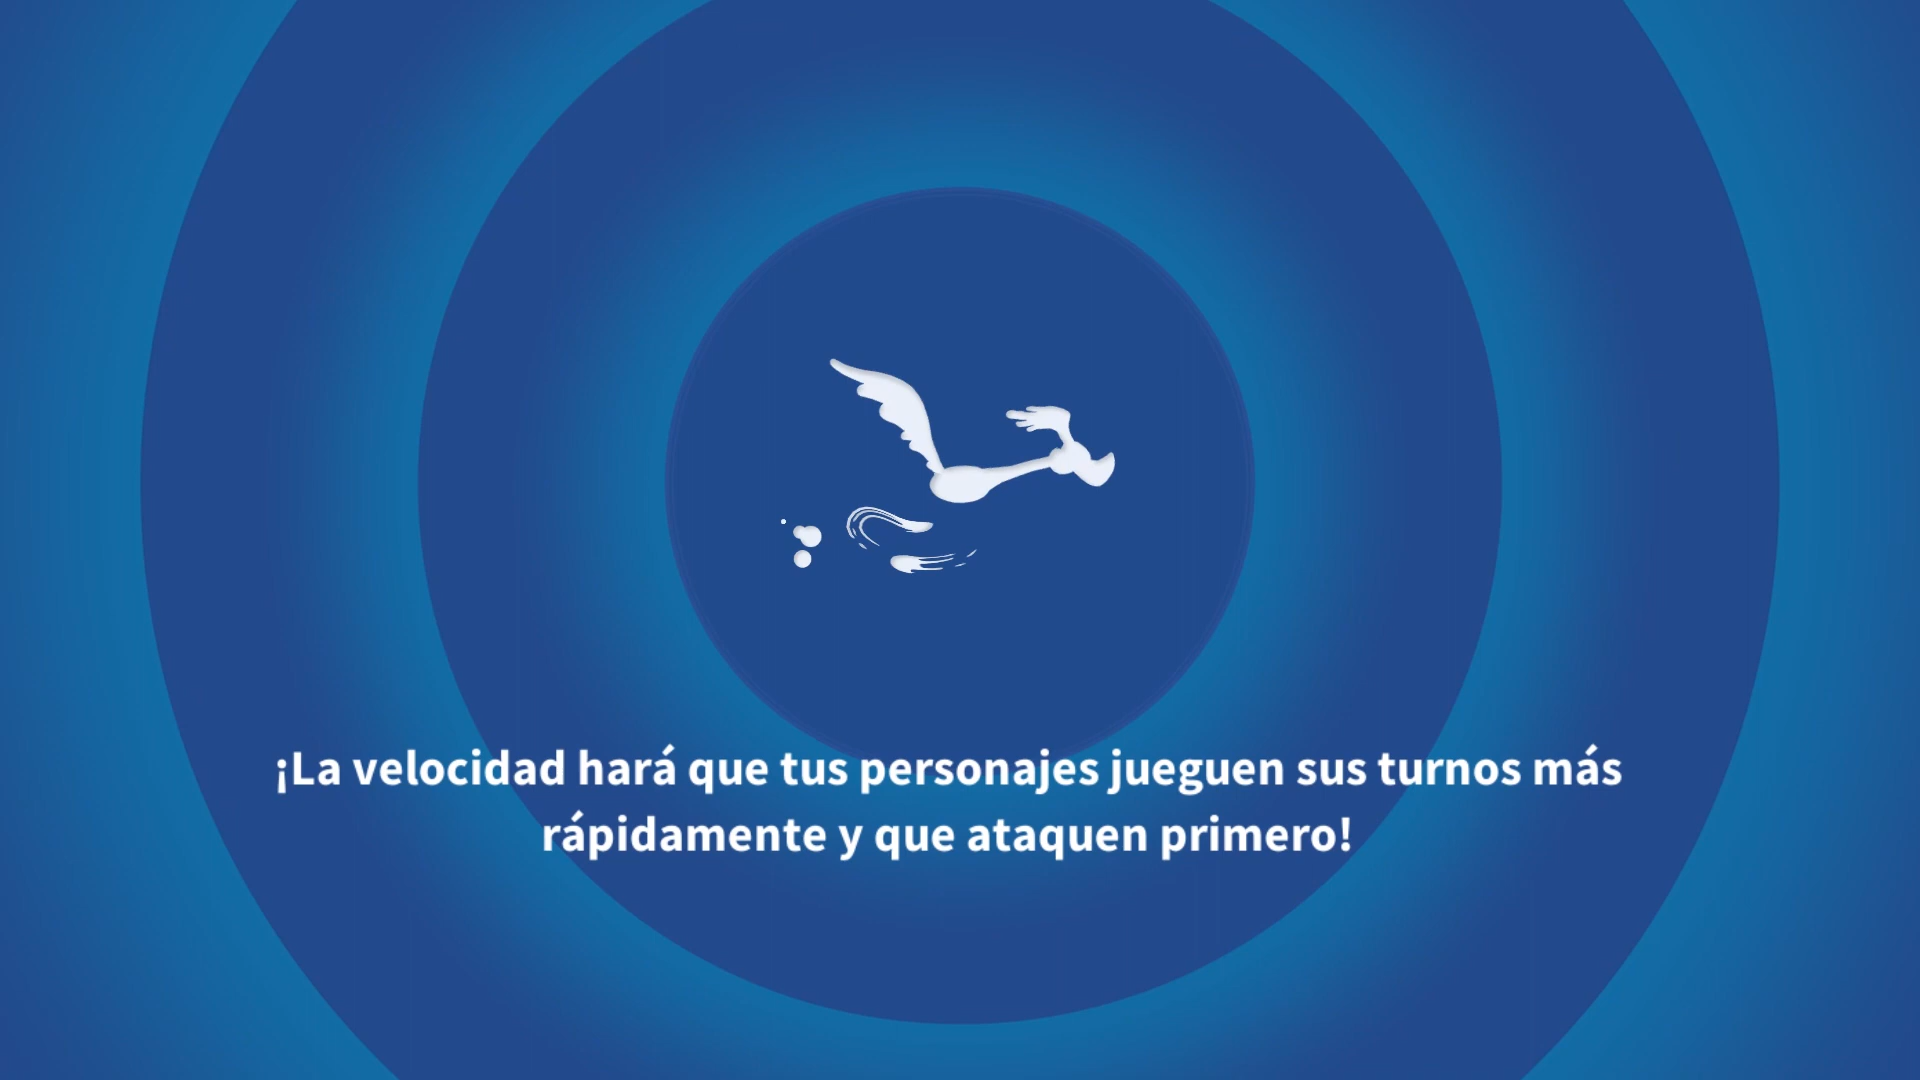 ¡La velocidad hará que tus personajes jueguen sus turnos más
rápidamente y que ataquen primero!